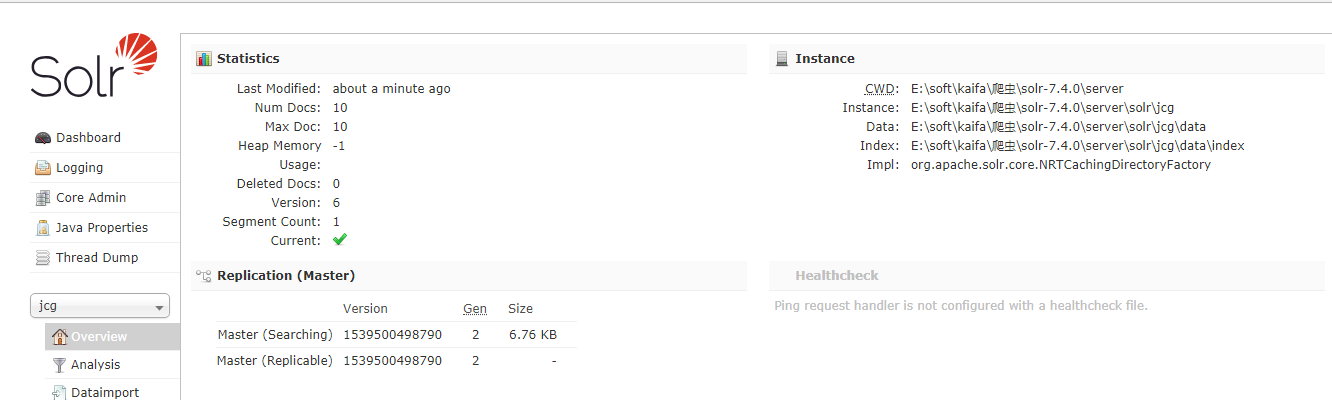 Solr
Dashboard
Logging
Core Admin
Java Properties
Thread Dump
jcg
Overview
Analysis
Dataimport
Statistics
Last Modified: about a minute ago
Num Docs: 10
Max Doc: 10
Heap Memory -1
Usage:
Deleted Docs: 0
Version: 6
Segment Count: 1
Current:
Instance
CWD: E:\soft\kaifa\爬虫\solr-7.4.0\server
Instance: E:\soft\kaifa\爬虫\solr-7.4.0\server\solr\jcg
Data: E:\soft\kaifa\爬虫\solr-7.4.0\server\solr\jcg\data
Index: E:\soft\kaifa\爬虫\solr-7.4.0\server\solr\jcg\data\index
Impl: org.apache.solr.core.NRTCachingDirectoryFactory
Replication (Master)
Version Gen Size
Master (Searching) 1539500498790 2 6.76 KB
Master (Replicable) 1539500498790 2 -
Healthcheck
Ping request handler is not configured with a healthcheck file.